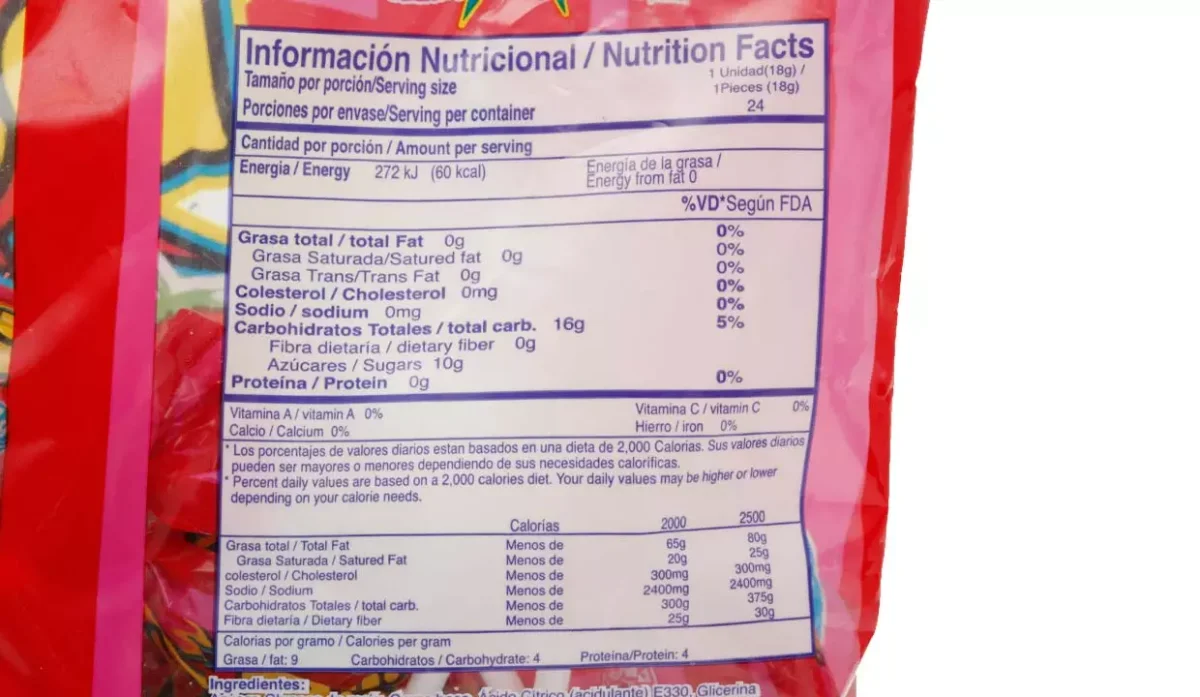 Información Nutricional / Nutrition Facts
Tamaño por porción/Serving size 1 Unidad(18g) /
1Pieces (18g)
Porciones por envase/Serving per container 24
Cantidad por porción / Amount per serving
Energia / Energy 272 kJ (60 kcal) Energia de la grasa /
Energy from fat 0
%VD*Según FDA
Grasa total / total Fat 0g 0%
Grasa Saturada/Satured fat 0g 0%
Grasa Trans/Trans Fat 0g 0%
Colesterol / Cholesterol 0mg 0%
Sodio / sodium 0mg 0%
Carbohidratos Totales / total carb. 16g 5%
Fibra dietaría / dietary fiber 0g
Azúcares / Sugars 10g
Proteína / Protein 0g 0%
Vitamina A / vitamin A 0% Vitamina C / vitamin C 0%
Calcio / Calcium 0% Hierro / iron 0%
* Los porcentajes de valores diarios estan basados en una dieta de 2,000 Calorias. Sus valores diarios
pueden ser mayores o menores dependiendo de sus necesidades calorificas.
* Percent daily values are based on a 2,000 calories diet. Your daily values may be higher or lower
depending on your calorie needs.
Calorías 2000 2500
Grasa total / Total Fat Menos de 65g 80g
Grasa Saturada / Satured Fat Menos de 20g 25g
colesterol / Cholesterol Menos de 300mg 300mg
Sodio / Sodium Menos de 2400mg 2400mg
Carbohidratos Totales / total carb. Menos de 300g 375g
Fibra dietaría / Dietary fiber Menos de 25g 30g
Calorías por gramo / Calories per gram
Grasa / fat: 9 Carbohidratos / Carbohydrate: 4 Proteina/Protein: 4
Ingredientes:
Ácido Cítrico (acidulante) E330, Glicerina